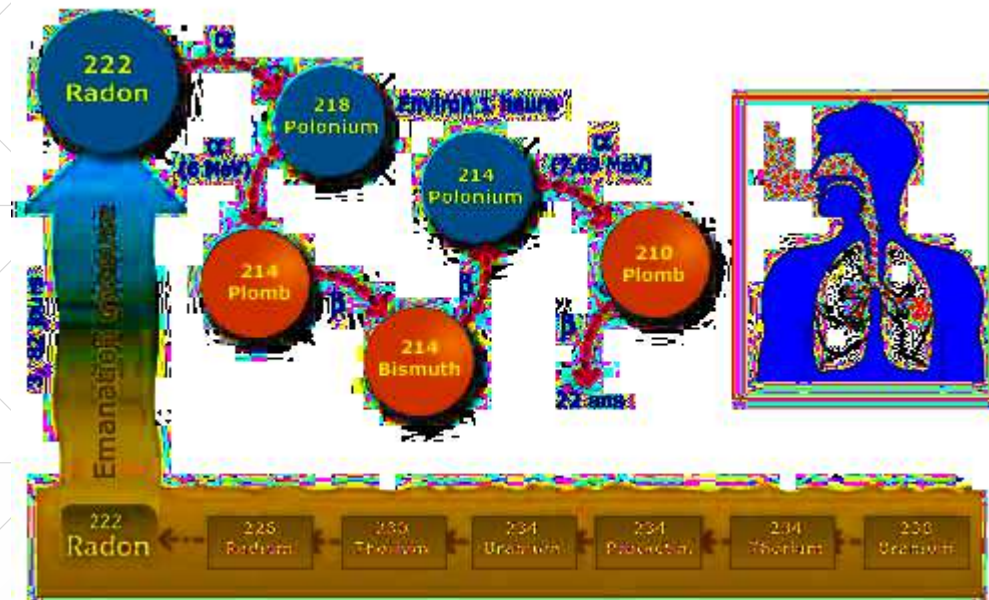 222
Radon
α
218
Polonium
Environ 1 heure
α
(6 MeV)
214
Polonium
α
(7,69 MeV)
214
Plomb
β
214
Bismuth
β
210
Plomb
β
22 ans
3,82 jours
Emanation gazeuse
222
Radon
226
Radium
230
Thorium
234
Uranium
234
234
Thorium
238
Uranium